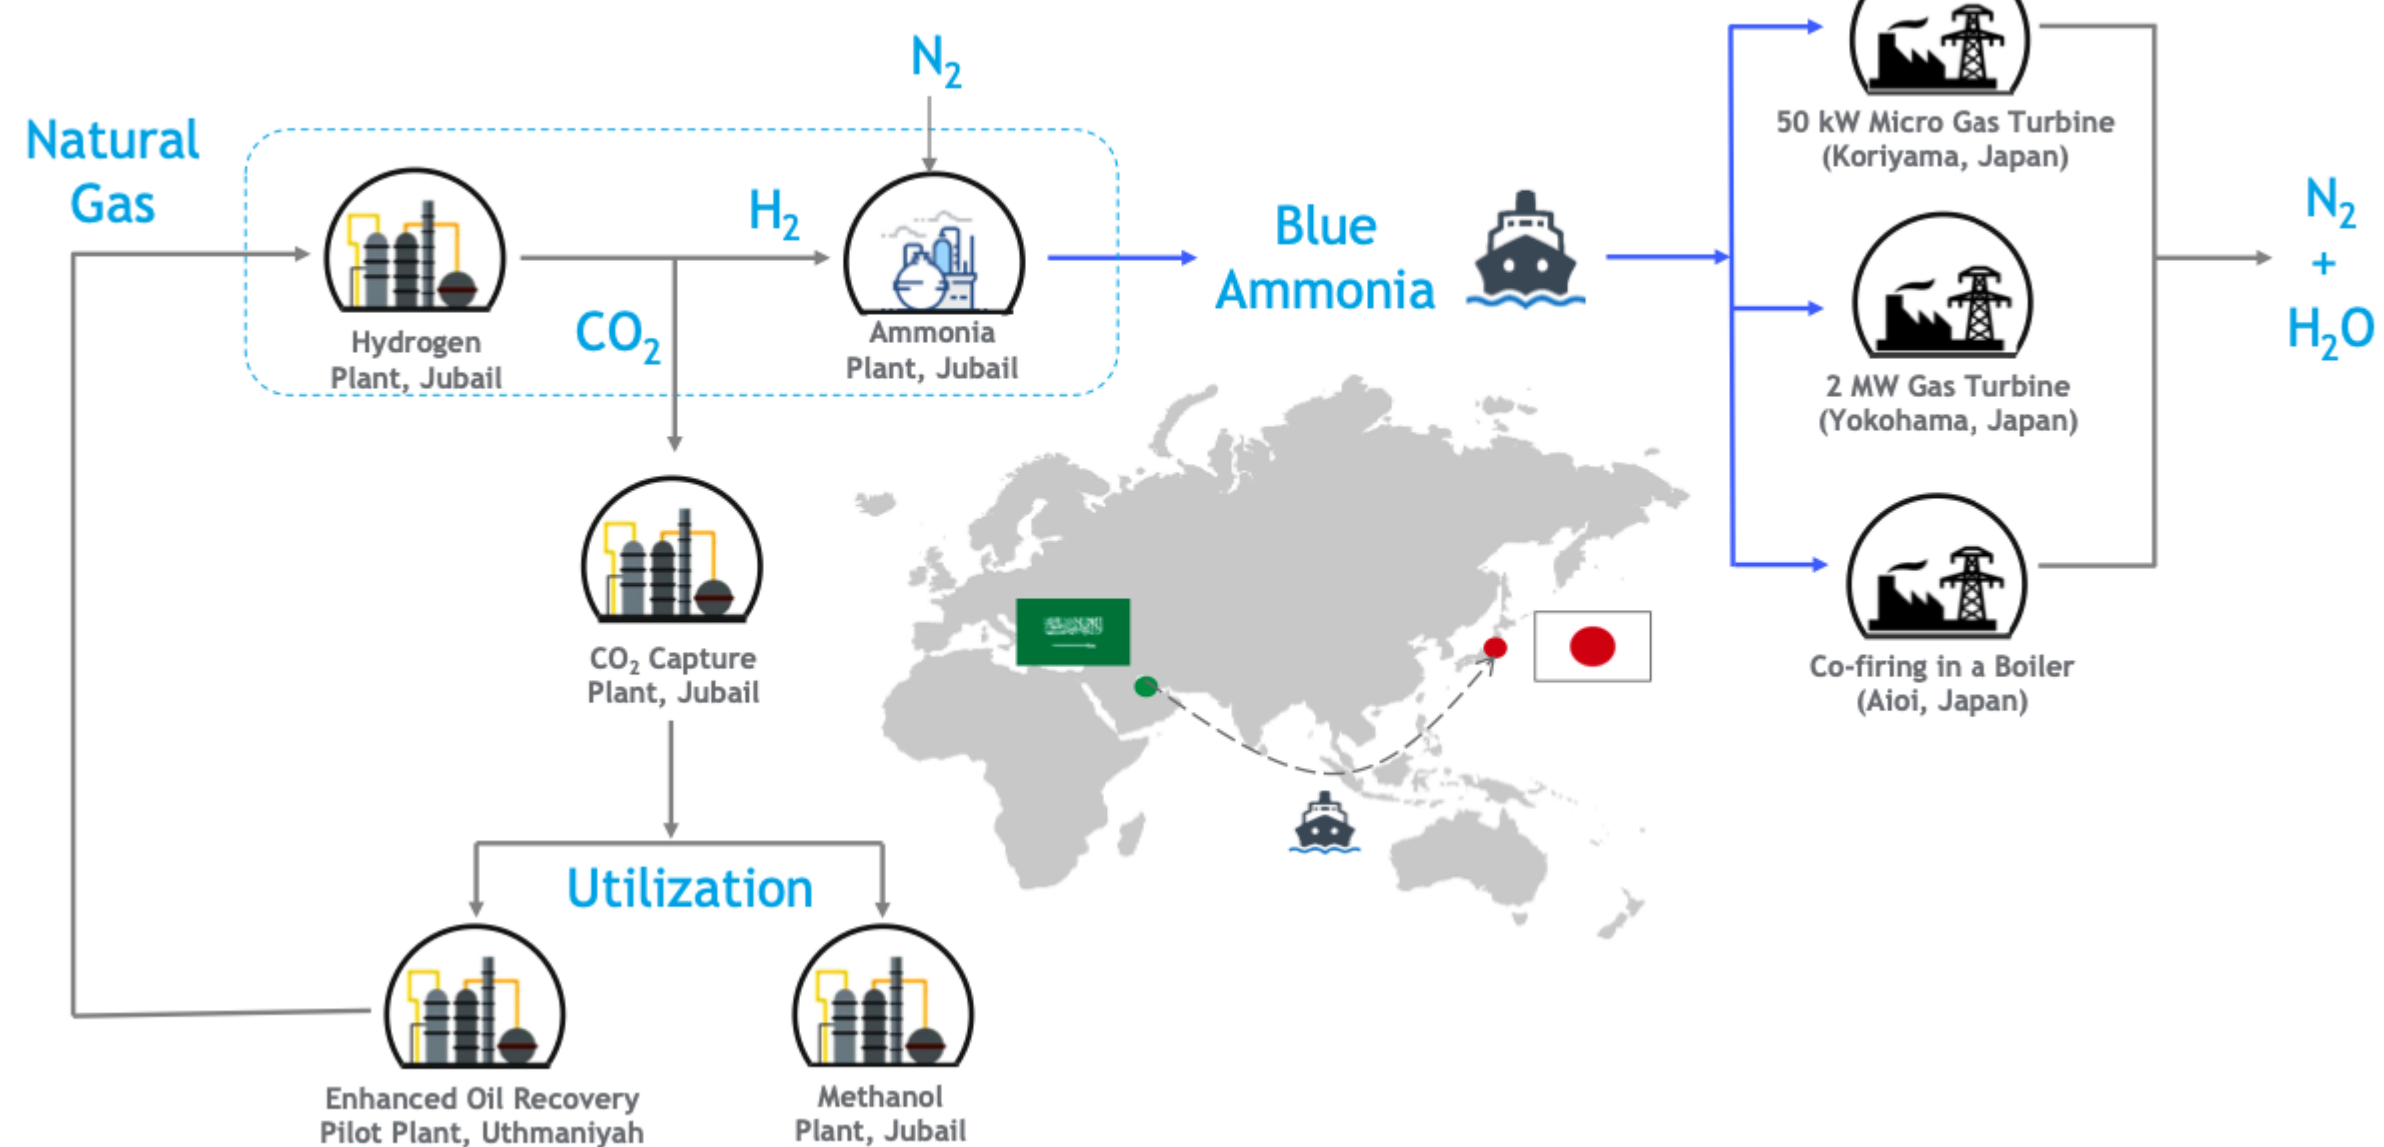 N2
Natural
Gas
H2
CO2
Hydrogen
Plant, Jubail
Ammonia
Plant, Jubail
Blue
Ammonia
50 kW Micro Gas Turbine
(Koriyama, Japan)
2 MW Gas Turbine
(Yokohama, Japan)
Co-firing in a Boiler
(Aioi, Japan)
N2
+
H2O
CO2 Capture
Plant, Jubail
Utilization
Enhanced Oil Recovery
Pilot Plant, Uthmaniyah
Methanol
Plant, Jubail